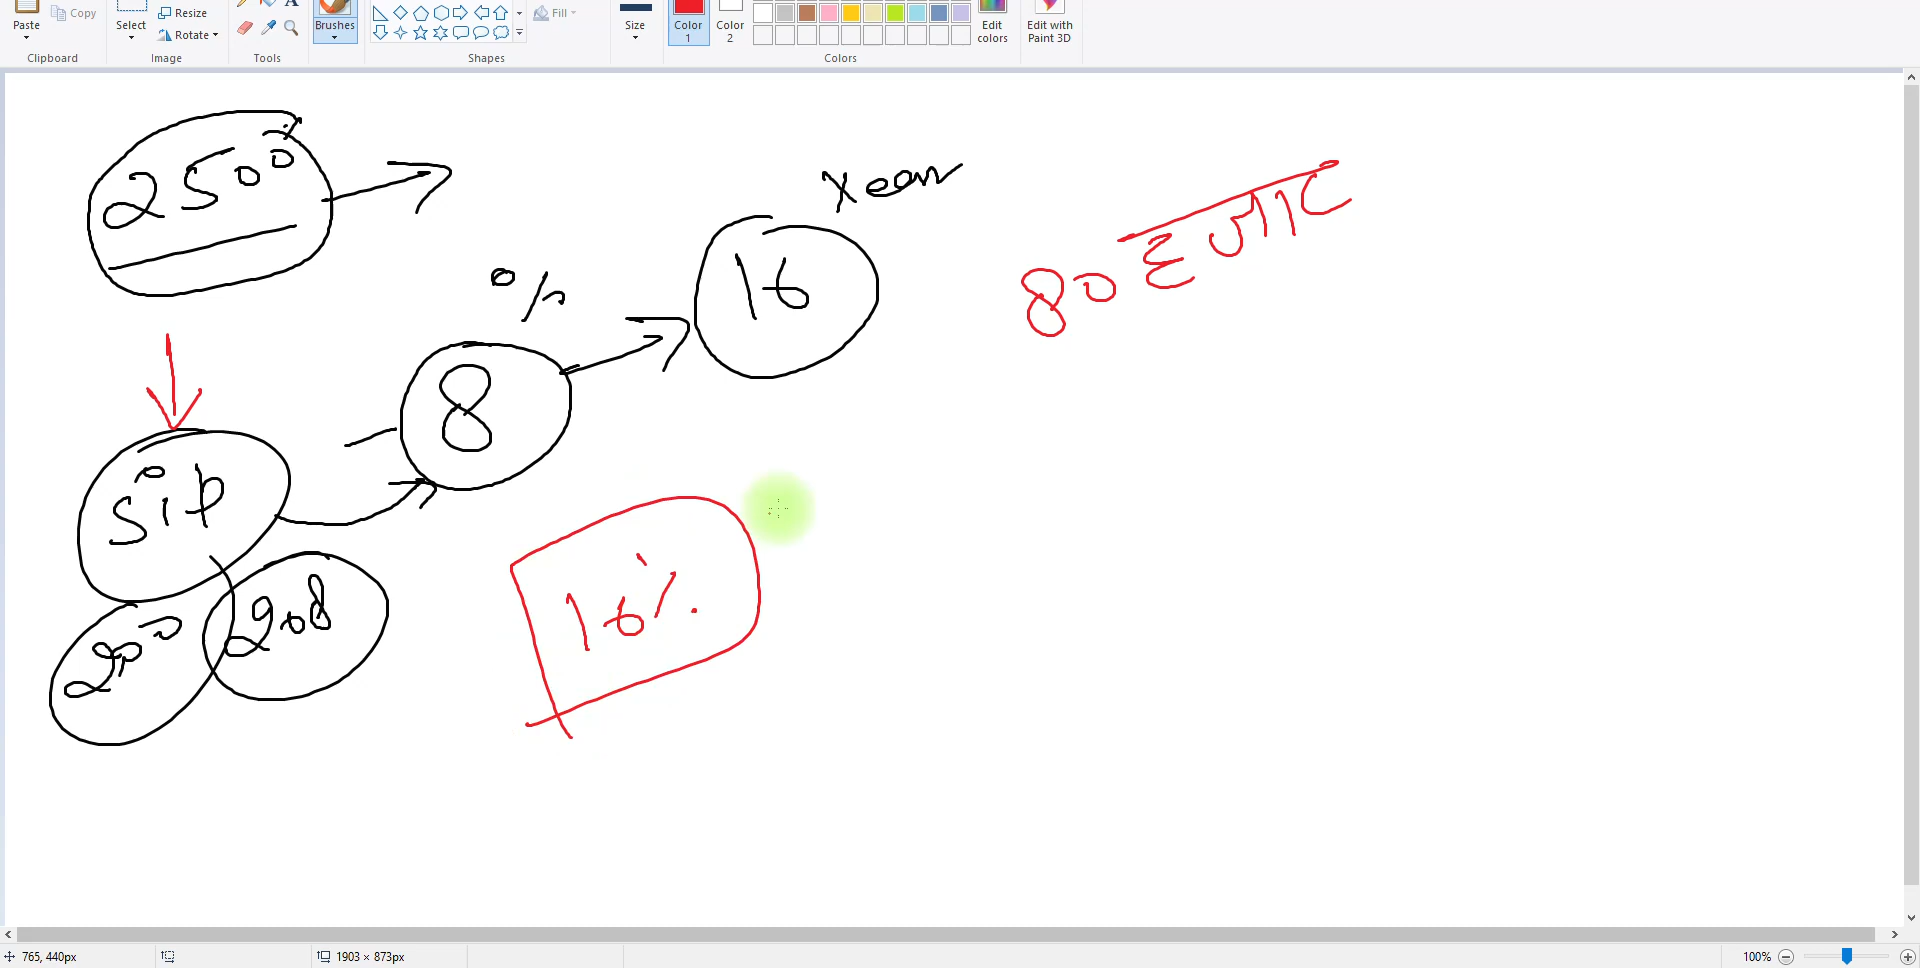 Paste
Copy
Select
Resize
Rotate
A
Brushes
Fill
Size
Color 1
Color 2
Edit colors
Edit with Paint 3D
Clipboard
Image
Tools
Shapes
Colors
2500
%
16
80 हजार
8
sip
16%
765, 440px
1903 × 873px
100%